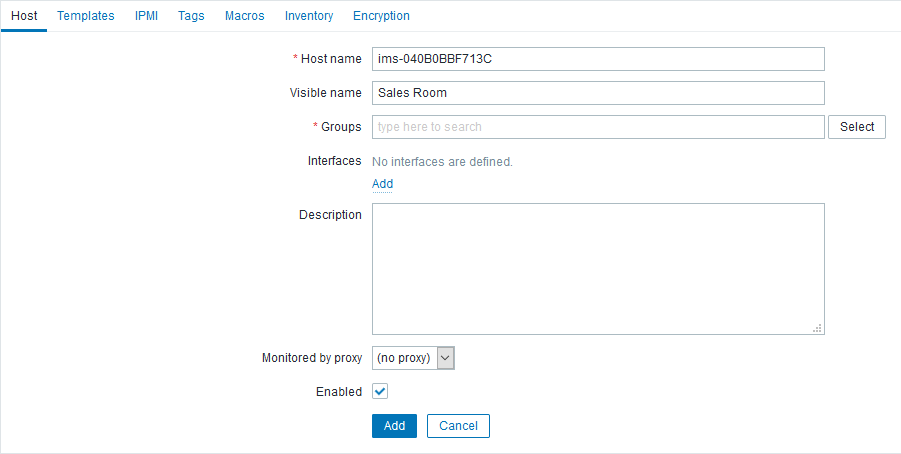 Host Templates IPMI Tags Macros Inventory Encryption
* Host name ims-040B0BBF713C
Visible name Sales Room
* Groups type here to search Select
Interfaces No interfaces are defined.
Add
Description
Monitored by proxy (no proxy)
Enabled
Add Cancel